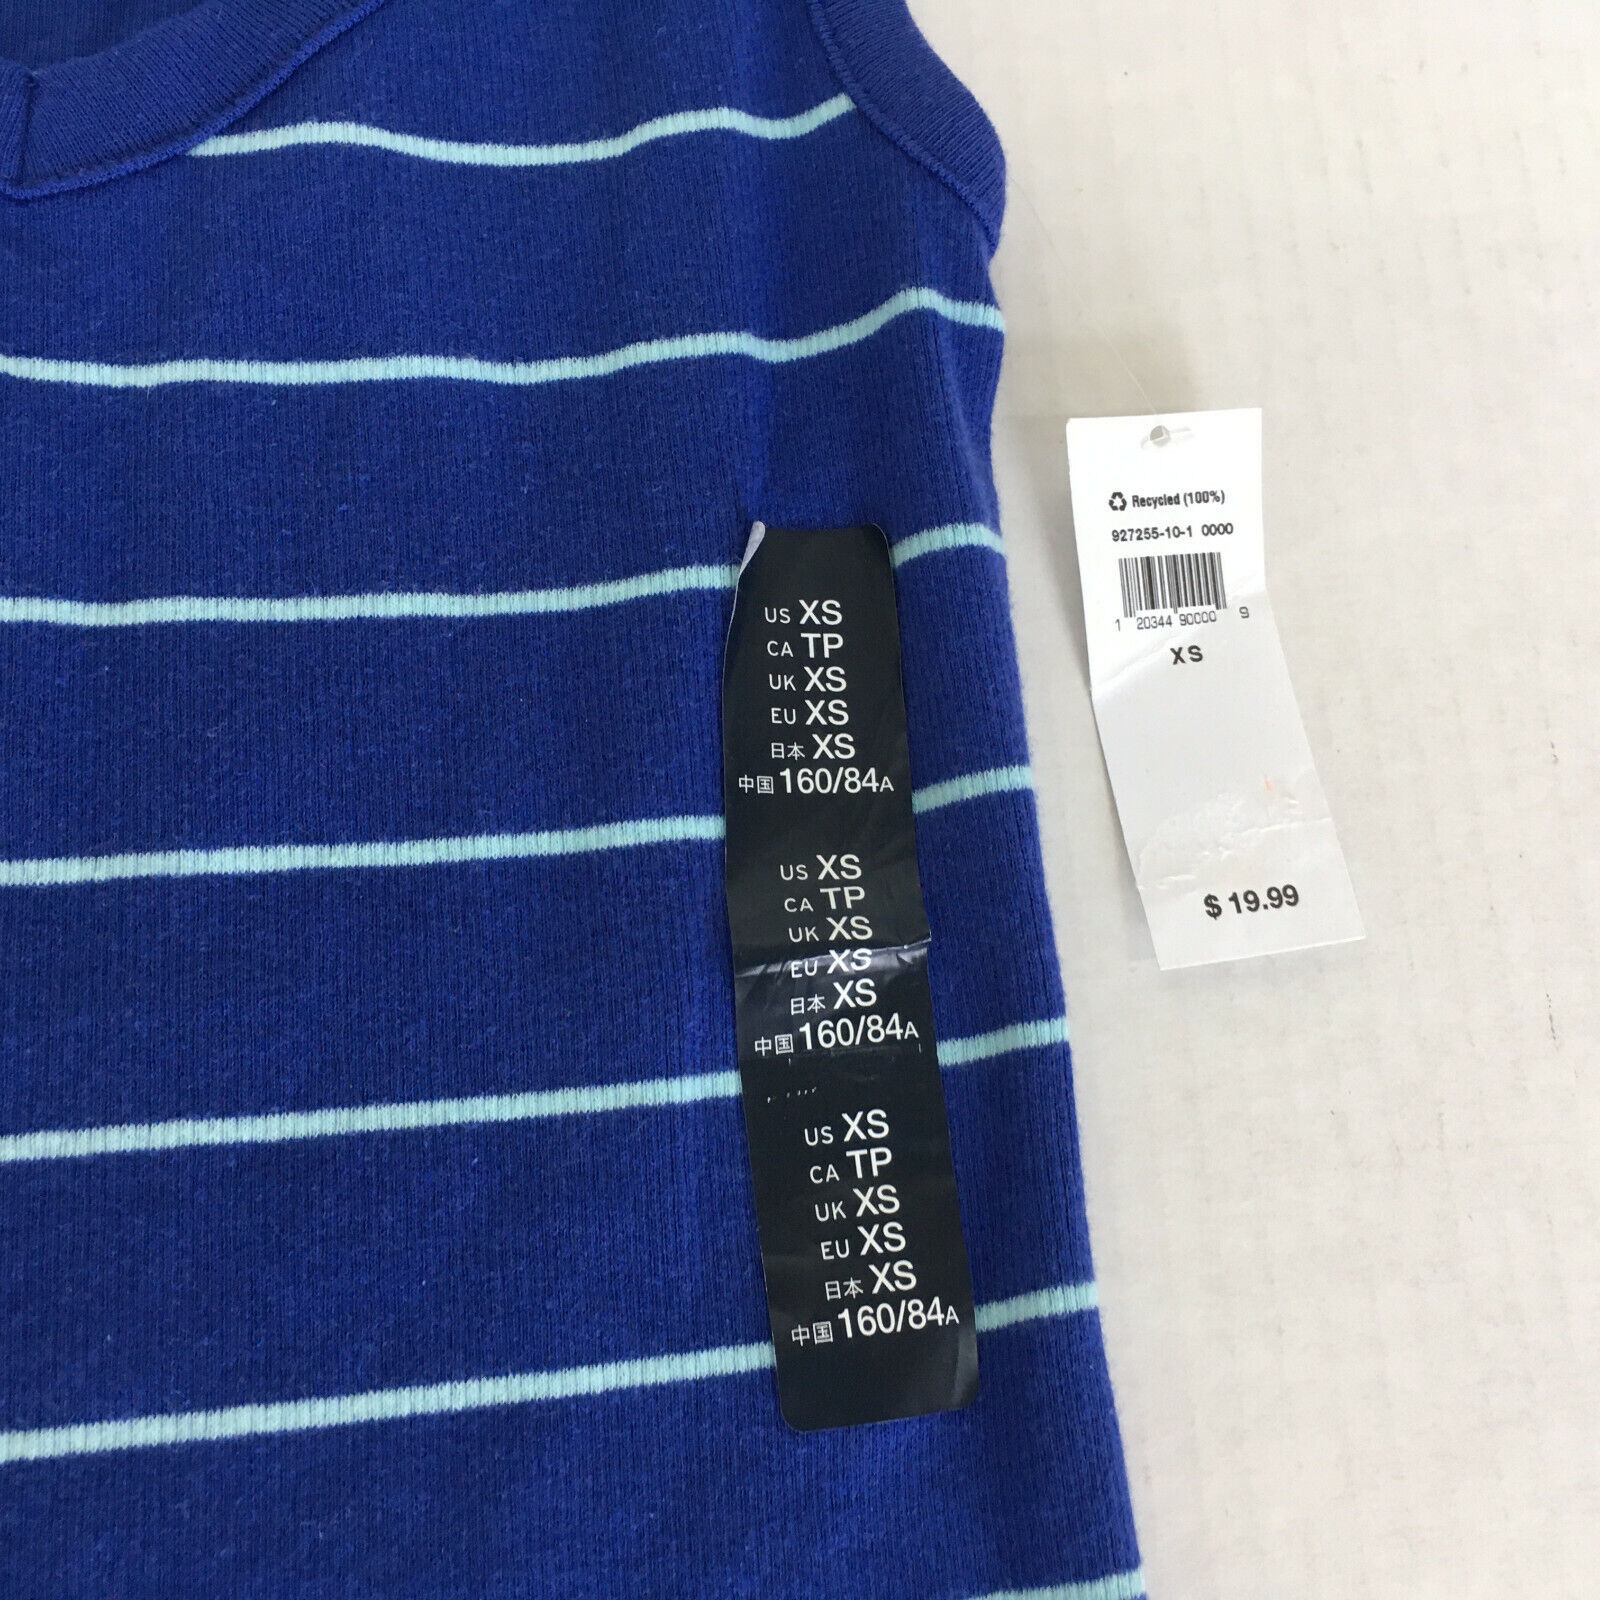 US XS
CA TP
UK XS
EU XS
日本 XS
中国 160/84A
US XS
CA TP
UK XS
EU XS
日本 XS
中国 160/84A
US XS
CA TP
UK XS
EU XS
日本 XS
中国 160/84A
Recycled (100%)
927255-10-1 0000
1 20344 90000 9
XS
$ 19.99